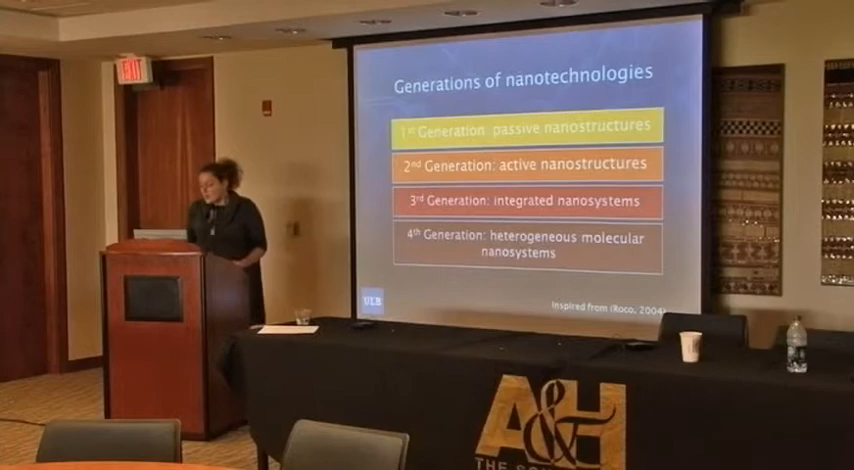 EXIT
Generations of nanotechnologies
1st Generation: passive nanostructures
2nd Generation: active nanostructures
3rd Generation: integrated nanosystems
4th Generation: heterogeneous molecular
nanosystems
ULB
Inspired from (Roco, 2004)
A&H
THE